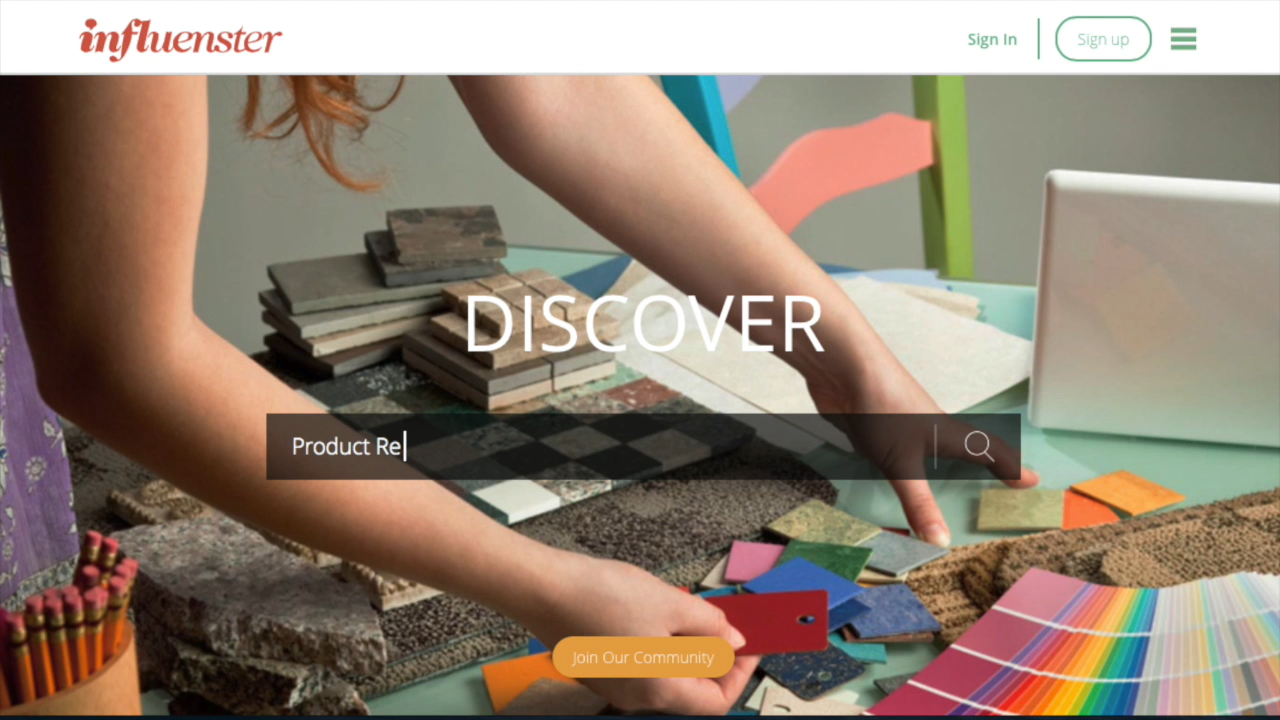 influenster
Sign In
Sign up
DISCOVER
Product Re
Join Our Community